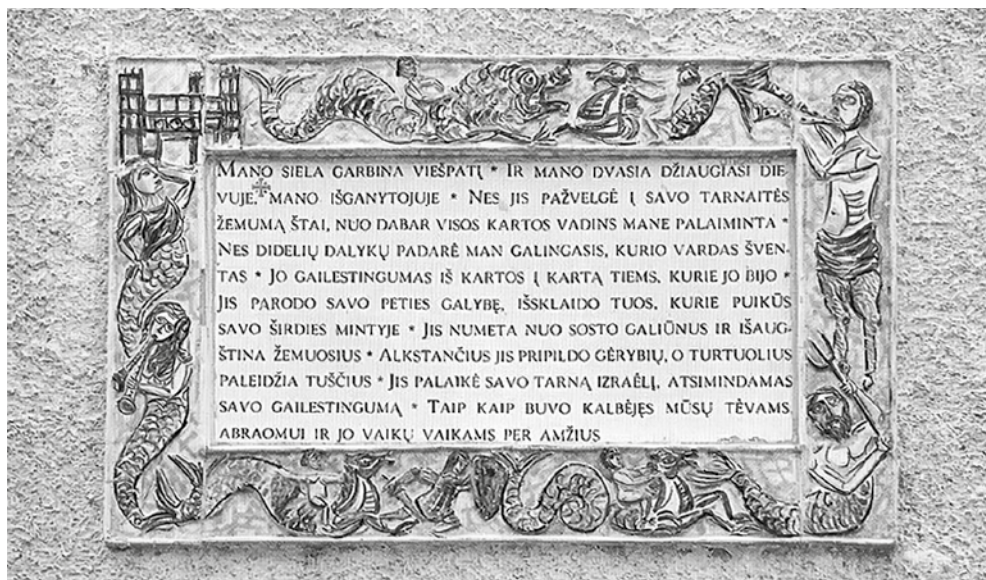 MANO SIELA GARBINA VIEŠPATĮ * IR MANO DVASIA DŽIAUGIASI DIE-
VUJE, MANO IŠGANYTOJUJE * NES JIS PAŽVELGĖ Į SAVO TARNAITĖS
ŽEMUMĄ ŠTAI, NUO DABAR VISOS KARTOS VADINS MANE PALAIMINTA *
NES DIDELIŲ DALYKŲ PADARĖ MAN GALINGASIS, KURIO VARDAS ŠVEN-
TAS * JO GAILESTINGUMAS IŠ KARTOS Į KARTĄ TIEMS, KURIE JO BIJO *
JIS PARODO SAVO PETIES GALYBĘ, IŠSKLAIDO TUOS, KURIE PUIKŪS
SAVO ŠIRDIES MINTYJE * JIS NUMETA NUO SOSTO GALIŪNUS IR IŠAUG-
ŠTINA ŽEMUOSIUS * ALKSTANČIUS JIS PRIPILDO GĖRYBIŲ, O TURTUOLIUS
PALEIDŽIA TUŠČIUS * JIS PALAIKĖ SAVO TARNĄ IZRAĖLĮ, ATSIMINDAMAS
SAVO GAILESTINGUMĄ * TAIP KAIP BUVO KALBĖJĘS MŪSŲ TĖVAMS
ABRAOMUI IR JO VAIKŲ VAIKAMS PER AMŽIUS